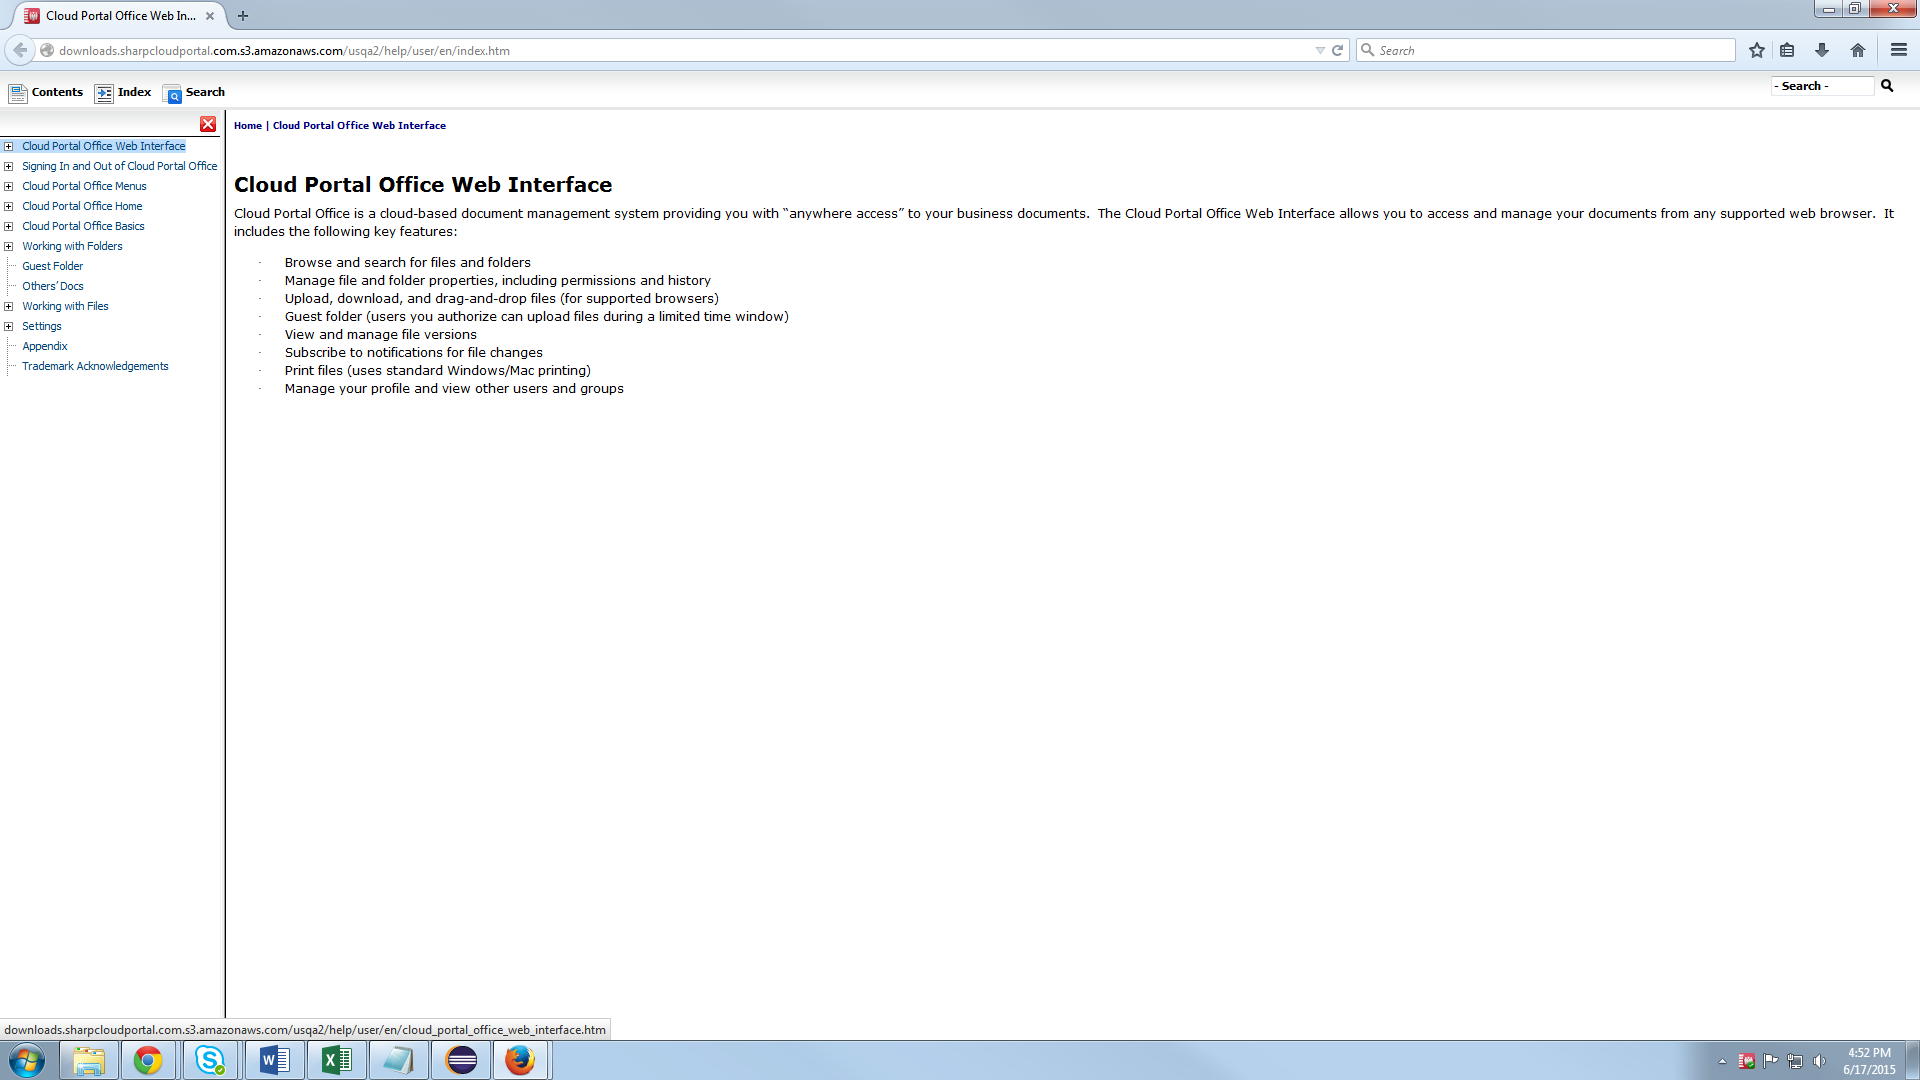 Cloud Portal Office Web In...
downloads.sharpcloudportal.com.s3.amazonaws.com/usqa2/help/user/en/index.htm
Search
Contents
Index
Search
- Search -
Cloud Portal Office Web Interface
Signing In and Out of Cloud Portal Office
Cloud Portal Office Menus
Cloud Portal Office Home
Cloud Portal Office Basics
Working with Folders
Guest Folder
Others' Docs
Working with Files
Settings
Appendix
Trademark Acknowledgements
Home | Cloud Portal Office Web Interface
Cloud Portal Office Web Interface
Cloud Portal Office is a cloud-based document management system providing you with “anywhere access” to your business documents. The Cloud Portal Office Web Interface allows you to access and manage your documents from any supported web browser. It
includes the following key features:
· Browse and search for files and folders
· Manage file and folder properties, including permissions and history
· Upload, download, and drag-and-drop files (for supported browsers)
· Guest folder (users you authorize can upload files during a limited time window)
· View and manage file versions
· Subscribe to notifications for file changes
· Print files (uses standard Windows/Mac printing)
· Manage your profile and view other users and groups
downloads.sharpcloudportal.com.s3.amazonaws.com/usqa2/help/user/en/cloud_portal_office_web_interface.htm
4:52 PM
6/17/2015